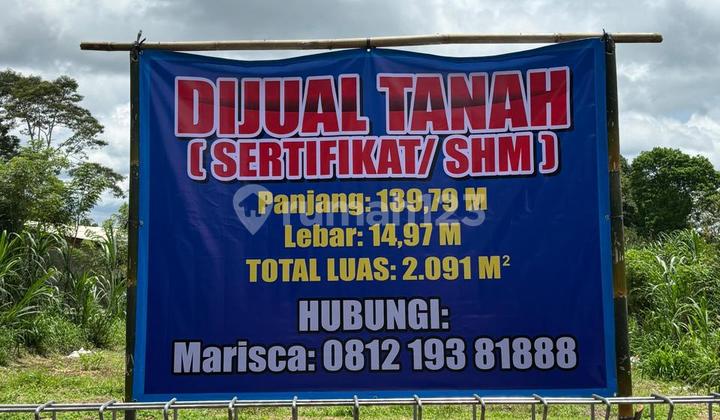 DIJUAL TANAH
( SERTIFIKAT/ SHM )
Panjang: 139,79 M
rumah123
Lebar: 14,97 M
TOTAL LUAS: 2.091 M²
HUBUNGI:
Marisca: 0812 193 81888